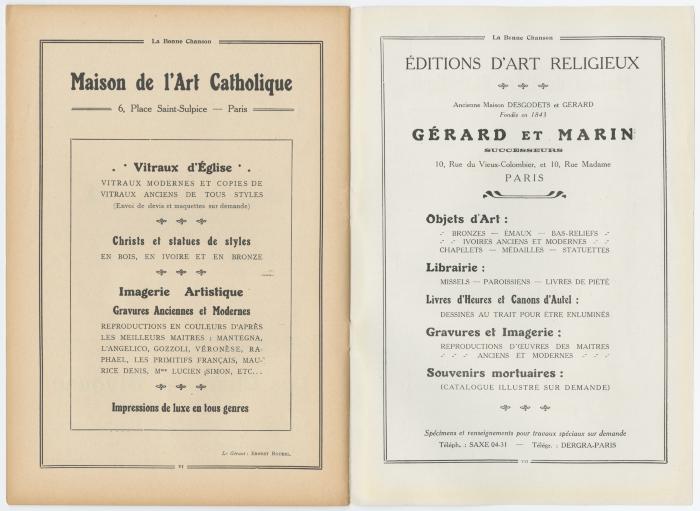 La Bonne Chanson
Maison de l'Art Catholique
6, Place Saint-Sulpice — Paris
Vitraux d'Église
VITRAUX MODERNES ET COPIES DE
VITRAUX ANCIENS DE TOUS STYLES
(Envoi de devis et maquettes sur demande)
Christs et statues de styles
EN BOIS, EN IVOIRE ET EN BRONZE
Imagerie Artistique
Gravures Anciennes et Modernes
REPRODUCTIONS EN COULEURS D'APRÈS
LES MEILLEURS MAITRES : MANTEGNA,
L'ANGELICO, GOZZOLI, VÉRONÈSE, RA-
PHAEL, LES PRIMITIFS FRANÇAIS, MAU-
RICE DENIS, Mme LUCIEN SIMON, ETC...
Impressions de luxe en tous genres
Le Gérant : ERNEST
VI
La Bonne Chanson
ÉDITIONS D'ART RELIGIEUX
Ancienne Maison DESGODETS et GÉRARD
Fondée en 1843
GÉRARD ET MARIN
SUCCESSEURS
10, Rue du Vieux-Colombier, et 10, Rue Madame
PARIS
Objets d'Art :
BRONZES — ÉMAUX — BAS-RELIEFS
IVOIRES ANCIENS ET MODERNES
CHAPELETS — MÉDAILLES — STATUETTES
Librairie :
MISSELS — PAROISSIENS — LIVRES DE PIÉTÉ
Livres d'Heures et Canons d'Autel :
DESSINÉS AU TRAIT POUR ÊTRE ENLUMINÉS
Gravures et Imagerie :
REPRODUCTIONS D'ŒUVRES DES MAITRES
ANCIENS ET MODERNES
Souvenirs mortuaires :
(CATALOGUE ILLUSTRE SUR DEMANDE)
Spécimens et renseignements pour travaux spéciaux sur demande
Téléph. : SAXE 04-31 — Télégr. : DERGRA-PARIS
VII